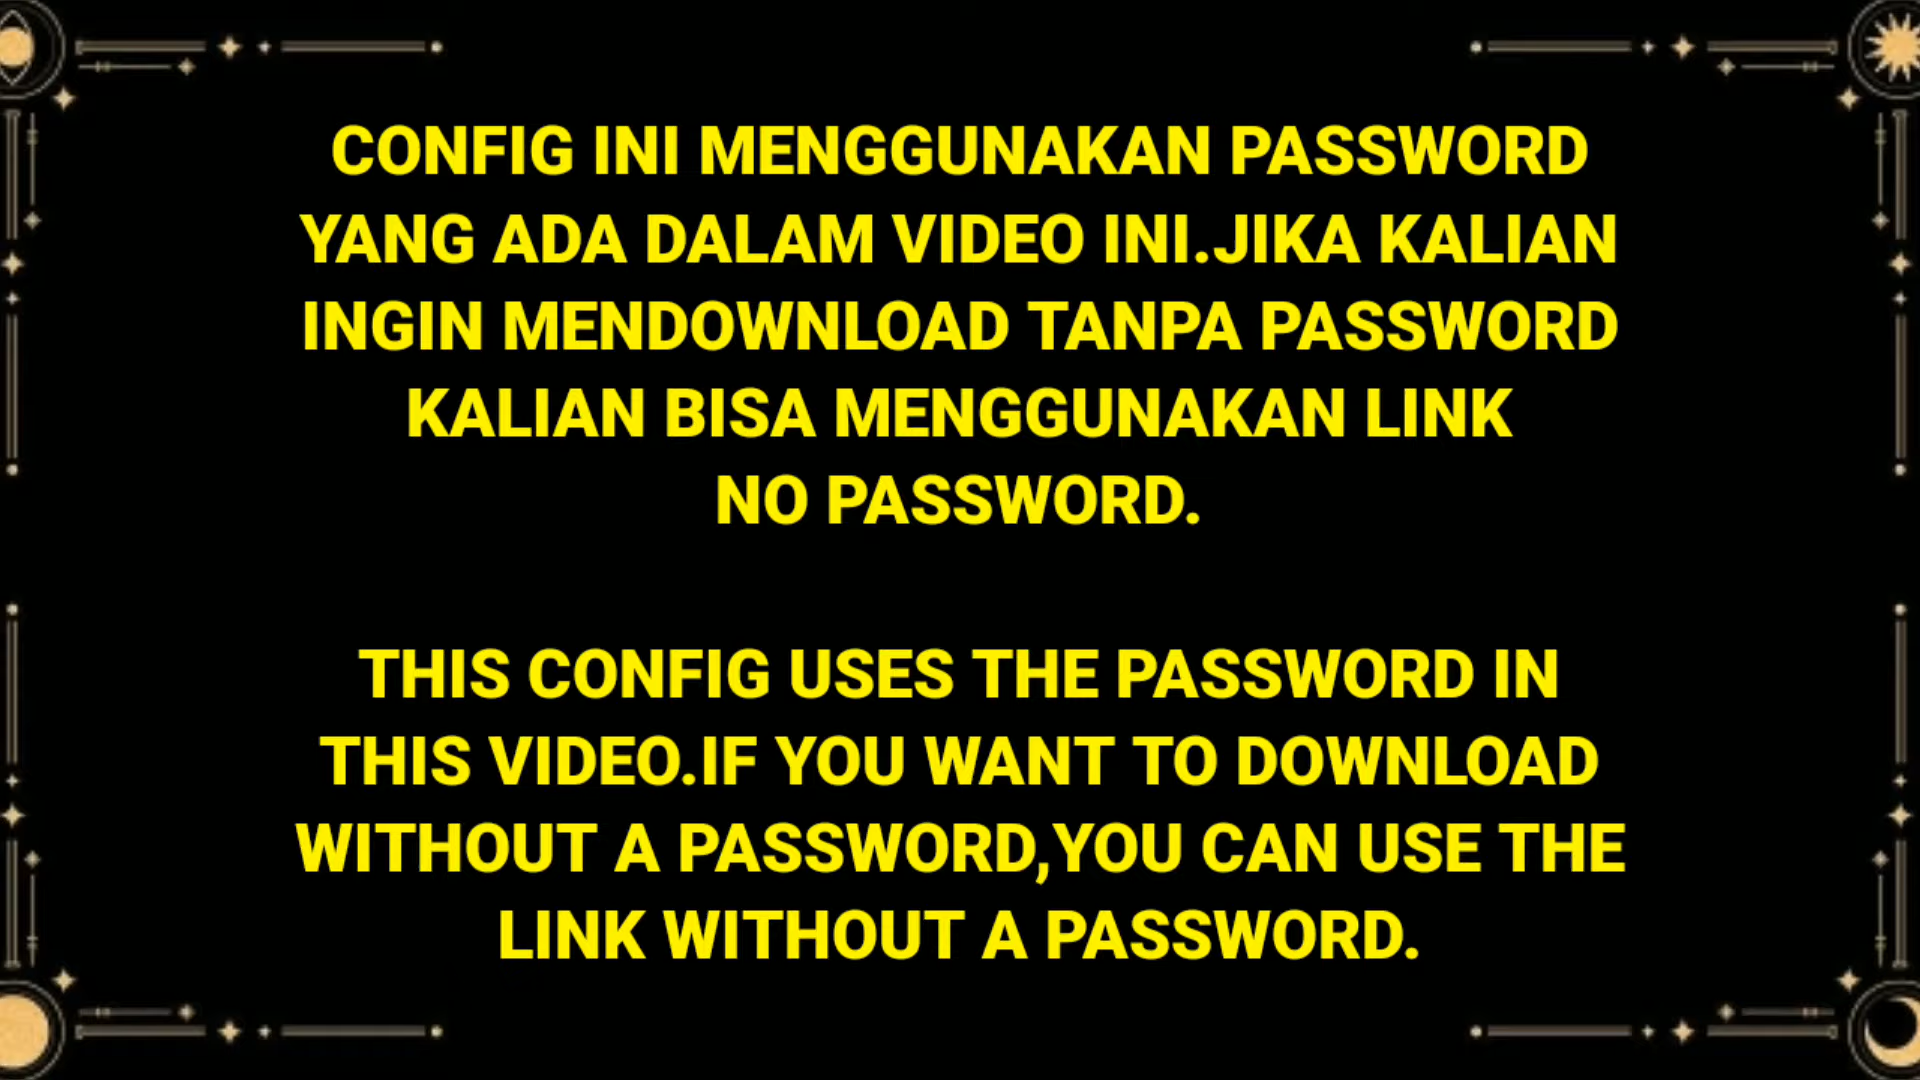 CONFIG INI MENGGUNAKAN PASSWORD
YANG ADA DALAM VIDEO INI.JIKA KALIAN
INGIN MENDOWNLOAD TANPA PASSWORD
KALIAN BISA MENGGUNAKAN LINK
NO PASSWORD.
THIS CONFIG USES THE PASSWORD IN
THIS VIDEO.IF YOU WANT TO DOWNLOAD
WITHOUT A PASSWORD,YOU CAN USE THE
LINK WITHOUT A PASSWORD.